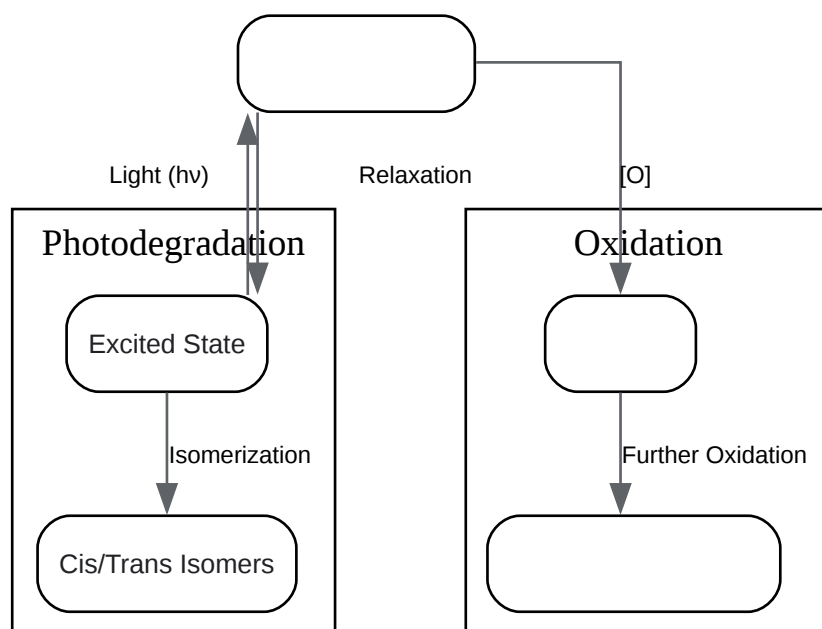 Light (hν)
Relaxation
[O]
Photodegradation
Oxidation
Excited State
Isomerization
Further Oxidation
Cis/Trans Isomers